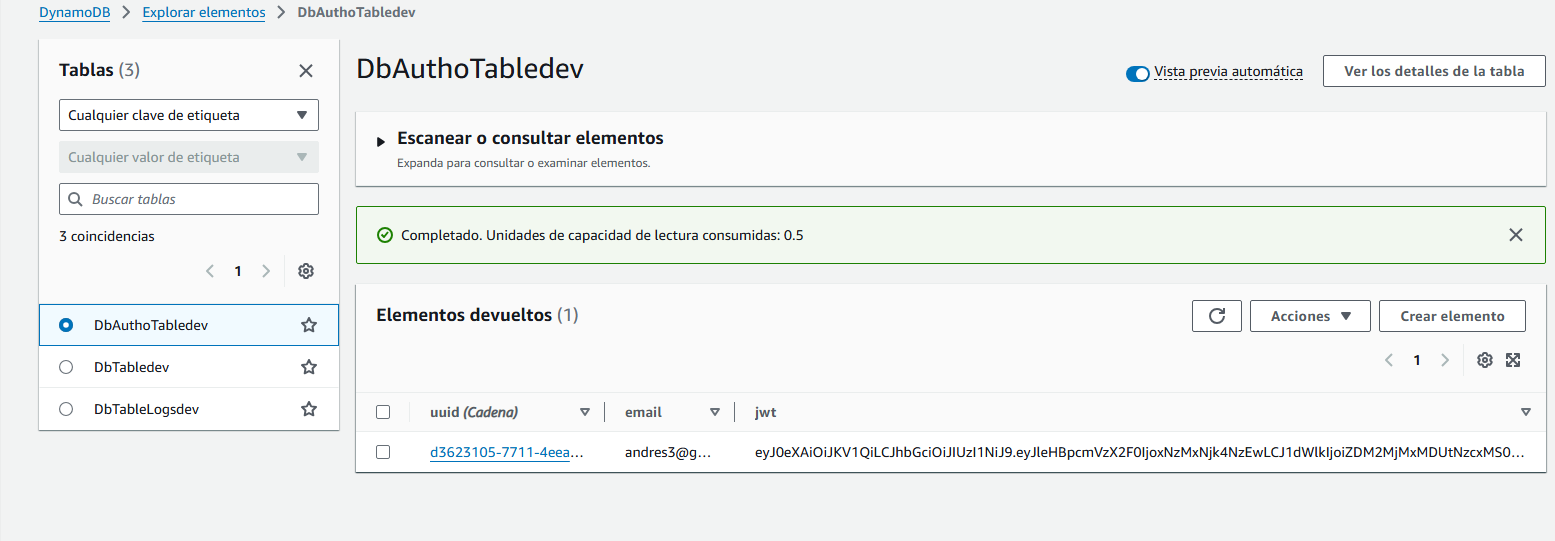 DynamoDB > Explorar elementos > DbAuthoTabledev
Tablas (3)
Cualquier clave de etiqueta
Cualquier valor de etiqueta
Buscar tablas
3 coincidencias
1
DbAuthoTabledev
DbTabledev
DbTableLogsdev
DbAuthoTabledev
Vista previa automática
Ver los detalles de la tabla
Escanear o consultar elementos
Expanda para consultar o examinar elementos.
Completado. Unidades de capacidad de lectura consumidas: 0.5
Elementos devueltos (1)
Acciones
Crear elemento
1
uuid (Cadena) email jwt
d3623105-7711-4eea... andres3@g... eyJ0eXAiOiJKV1QiLCJhbGciOiJIUzI1NiJ9.eyJleHBpcmVzX2F0IjoxNzMxNjk4NzEwLCJ1dWlkIjoiZDM2MjMxMDUtNzcxMS0...